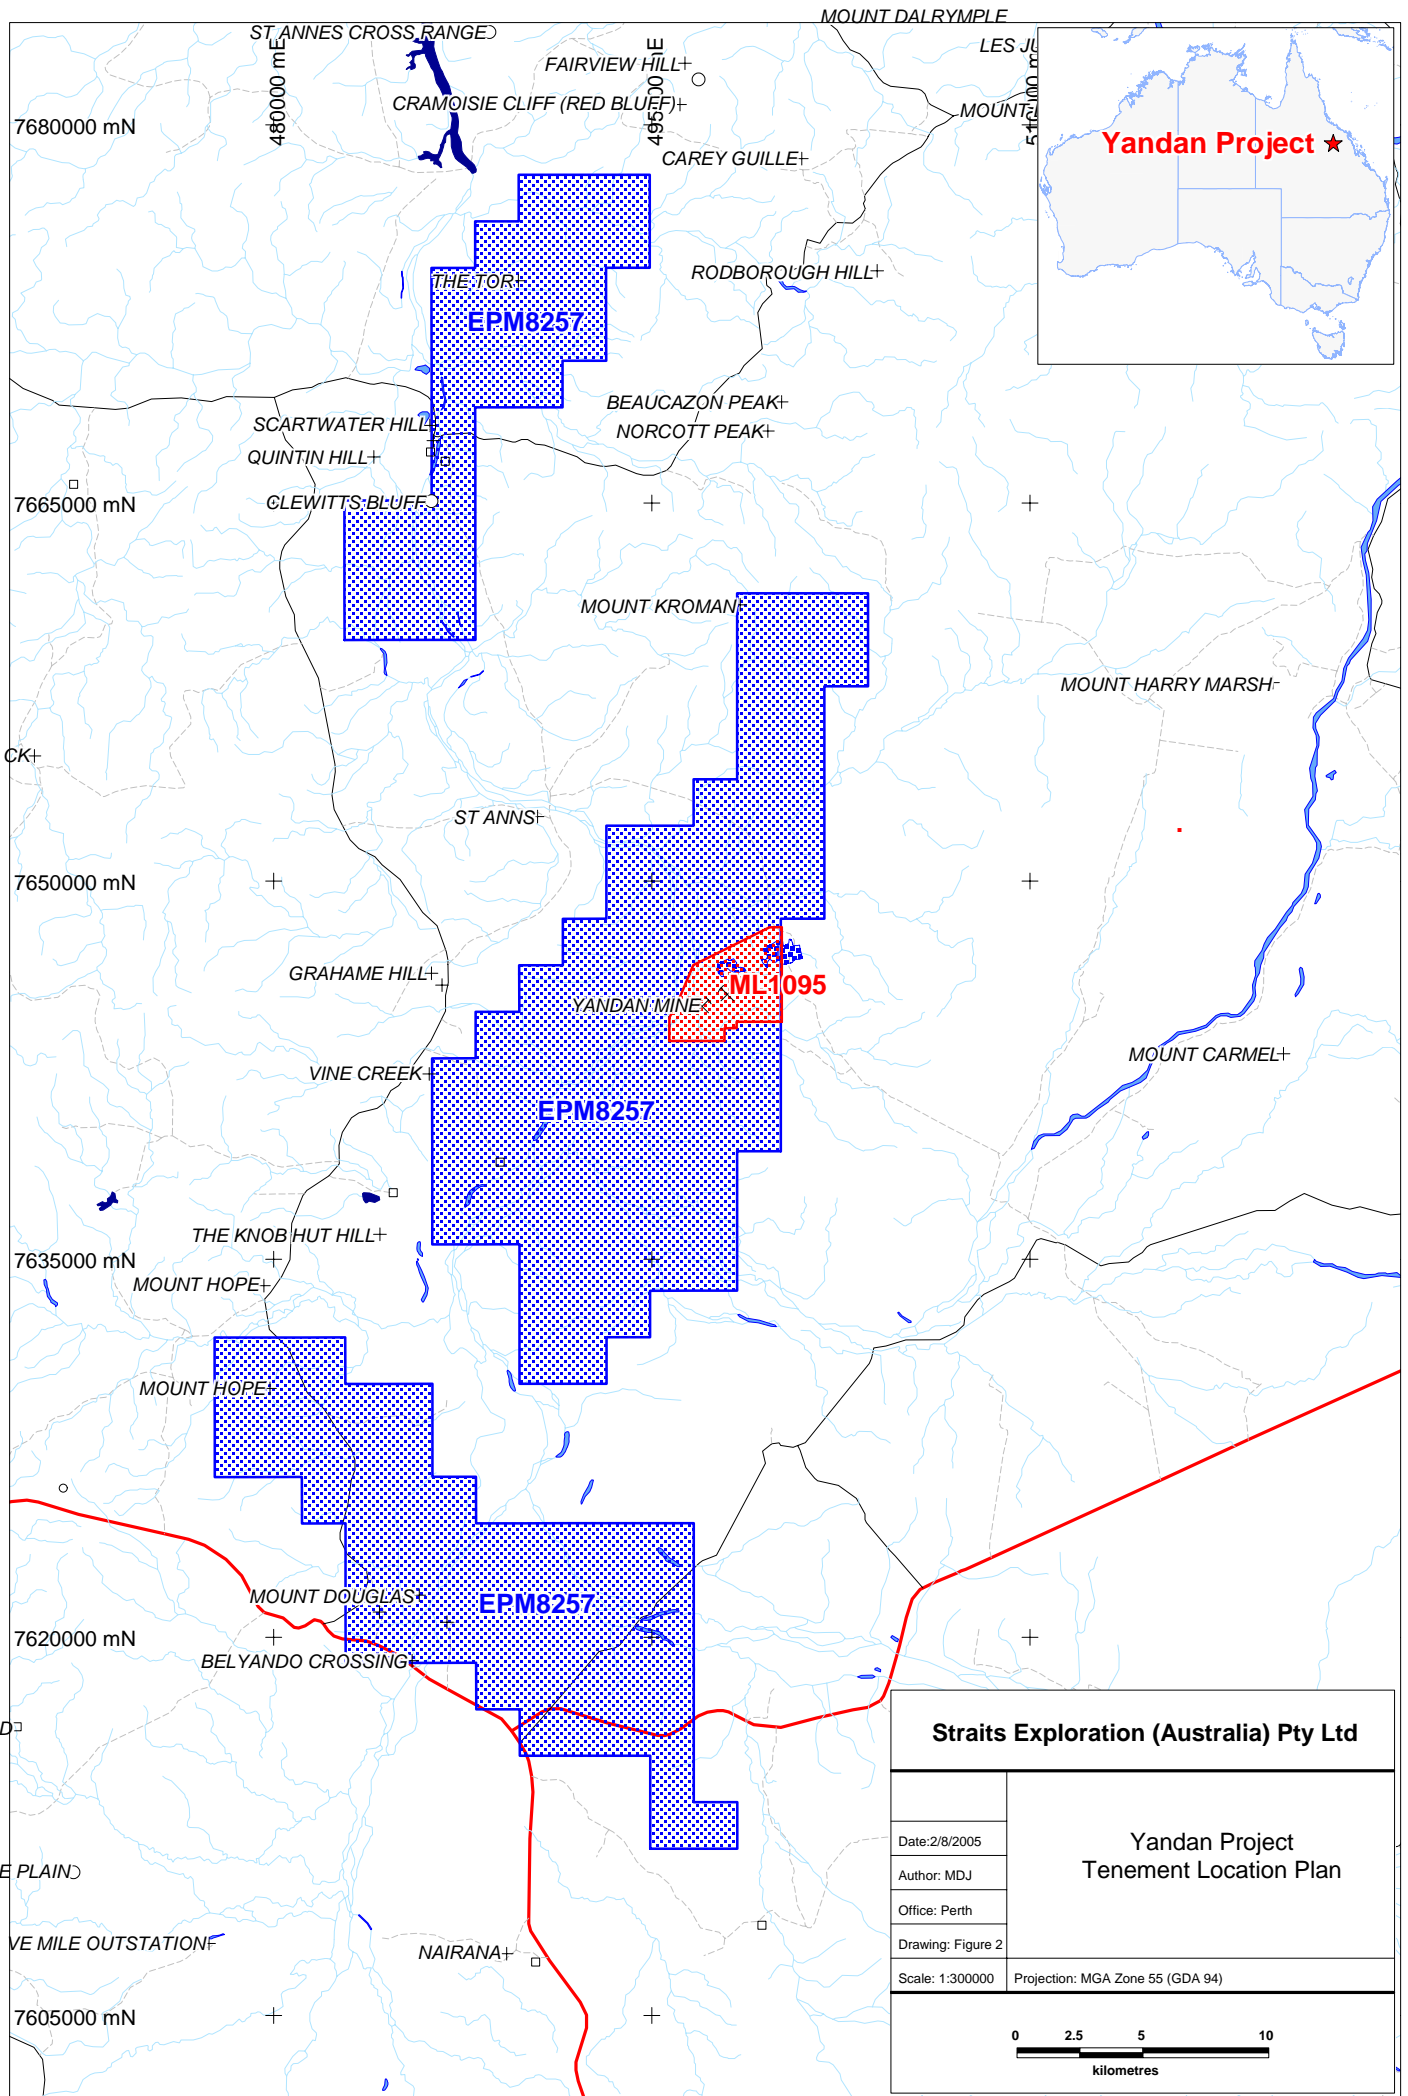 MOUNT DALRYMPLE
ST ANNES CROSS RANGE
LES JU
FAIRVIEW HILL
480000 mE
495000 mE
CRAMOISIE CLIFF (RED BLUFF)
MOUNT
7680000 mN
Yandan Project
CAREY GUILLE
THE TOR
RODBOROUGH HILL
EPM8257
BEAUCAZON PEAK
SCARTWATER HILL
NORCOTT PEAK
QUINTIN HILL
7665000 mN
CLEWITTS BLUFF
MOUNT KROMAN
MOUNT HARRY MARSH
CK
ST ANNS
7650000 mN
GRAHAME HILL
ML1095
YANDAN MINE
MOUNT CARMEL
VINE CREEK
EPM8257
THE KNOB HUT HILL
7635000 mN
MOUNT HOPE
MOUNT HOPE
MOUNT DOUGLAS
EPM8257
7620000 mN
BELYANDO CROSSING
D
E PLAIN
VE MILE OUTSTATION
NAIRANA
7605000 mN
Straits Exploration (Australia) Pty Ltd
Date:2/8/2005
Author: MDJ
Office: Perth
Drawing: Figure 2
Scale: 1:300000
Yandan Project
Tenement Location Plan
Projection: MGA Zone 55 (GDA 94)
0 2.5 5 10
kilometres